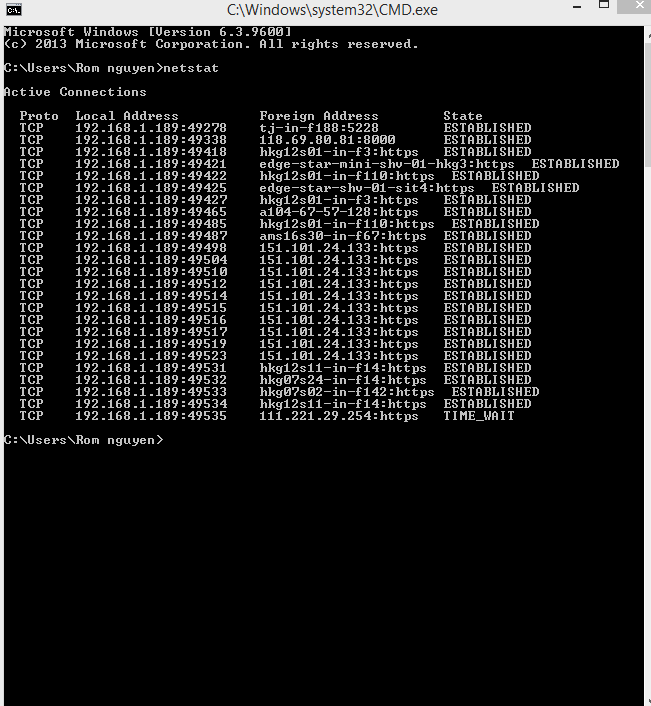 C:\Windows\system32\CMD.exe
Microsoft Windows [Version 6.3.9600]
(c) 2013 Microsoft Corporation. All rights reserved.
C:\Users\Rom nguyen>netstat
Active Connections
Proto Local Address Foreign Address State
TCP 192.168.1.189:49278 tj-in-f188:5228 ESTABLISHED
TCP 192.168.1.189:49338 118.69.80.81:8000 ESTABLISHED
TCP 192.168.1.189:49418 hkg12s01-in-f3:https ESTABLISHED
TCP 192.168.1.189:49421 edge-star-mini-shv-01-hkg3:https ESTABLISHED
TCP 192.168.1.189:49422 hkg12s01-in-f110:https ESTABLISHED
TCP 192.168.1.189:49425 edge-star-shv-01-sit4:https ESTABLISHED
TCP 192.168.1.189:49427 hkg12s01-in-f3:https ESTABLISHED
TCP 192.168.1.189:49465 a104-67-57-128:https ESTABLISHED
TCP 192.168.1.189:49485 hkg12s01-in-f110:https ESTABLISHED
TCP 192.168.1.189:49487 ams16s30-in-f67:https ESTABLISHED
TCP 192.168.1.189:49498 151.101.24.133:https ESTABLISHED
TCP 192.168.1.189:49504 151.101.24.133:https ESTABLISHED
TCP 192.168.1.189:49510 151.101.24.133:https ESTABLISHED
TCP 192.168.1.189:49512 151.101.24.133:https ESTABLISHED
TCP 192.168.1.189:49514 151.101.24.133:https ESTABLISHED
TCP 192.168.1.189:49515 151.101.24.133:https ESTABLISHED
TCP 192.168.1.189:49516 151.101.24.133:https ESTABLISHED
TCP 192.168.1.189:49517 151.101.24.133:https ESTABLISHED
TCP 192.168.1.189:49519 151.101.24.133:https ESTABLISHED
TCP 192.168.1.189:49523 151.101.24.133:https ESTABLISHED
TCP 192.168.1.189:49531 hkg12s11-in-f14:https ESTABLISHED
TCP 192.168.1.189:49532 hkg07s24-in-f14:https ESTABLISHED
TCP 192.168.1.189:49533 hkg07s02-in-f142:https ESTABLISHED
TCP 192.168.1.189:49534 hkg12s11-in-f14:https ESTABLISHED
TCP 192.168.1.189:49535 111.221.29.254:https TIME_WAIT
C:\Users\Rom nguyen>